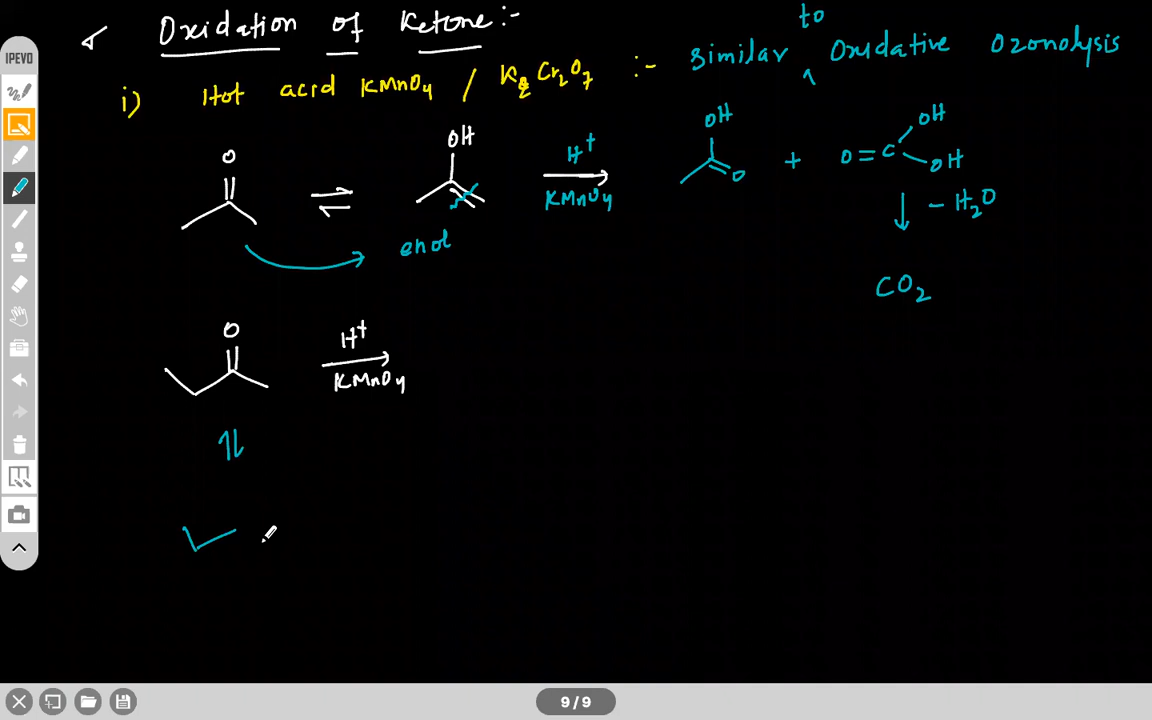 IPEVO
Oxidation of Ketone:-
i) Hot acid KMnO4 / K2Cr2O7 :- Similar to Oxidative Ozonolysis
O
OH
H+
KMnO4
OH
O
+
O=C
OH
OH
enol
- H2O
CO2
O
H+
KMnO4
9/9